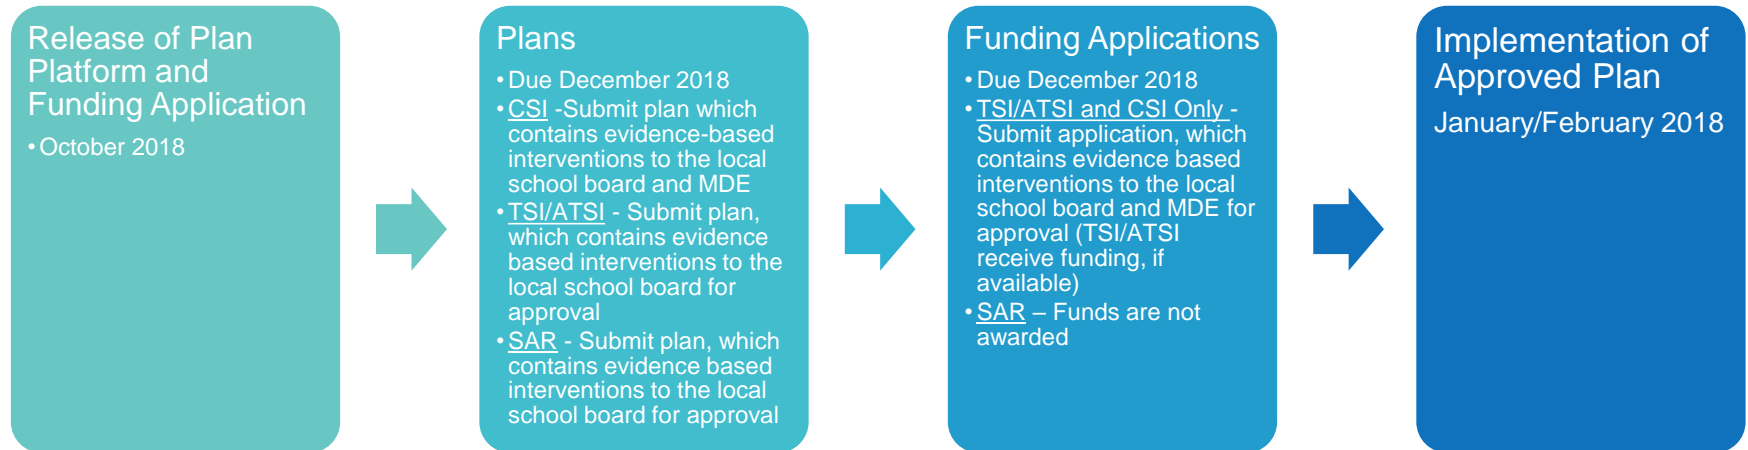 Release of Plan
Platform and
Funding Application
• October 2018
Plans
• Due December 2018
• CSI -Submit plan which
contains evidence-based
interventions to the local
school board and MDE
• TSI/ATSI - Submit plan,
which contains evidence
based interventions to the
local school board for
approval
• SAR - Submit plan, which
contains evidence based
interventions to the local
school board for approval
Funding Applications
• Due December 2018
• TSI/ATSI and CSI Only -
Submit application, which
contains evidence based
interventions to the local
school board and MDE for
approval (TSI/ATSI
receive funding, if
available)
• SAR – Funds are not
awarded
Implementation of
Approved Plan
January/February 2018